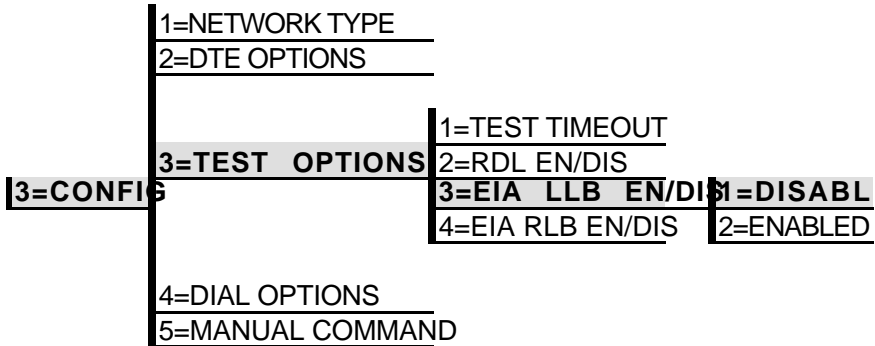 1=NETWORK TYPE
2=DTE OPTIONS
1=TEST TIMEOUT
3=TEST OPTIONS
2=RDL EN/DIS
3=CONFIG
3=EIA LLB EN/DIS
1=DISABL
4=EIA RLB EN/DIS
2=ENABLED
4=DIAL OPTIONS
5=MANUAL COMMAND